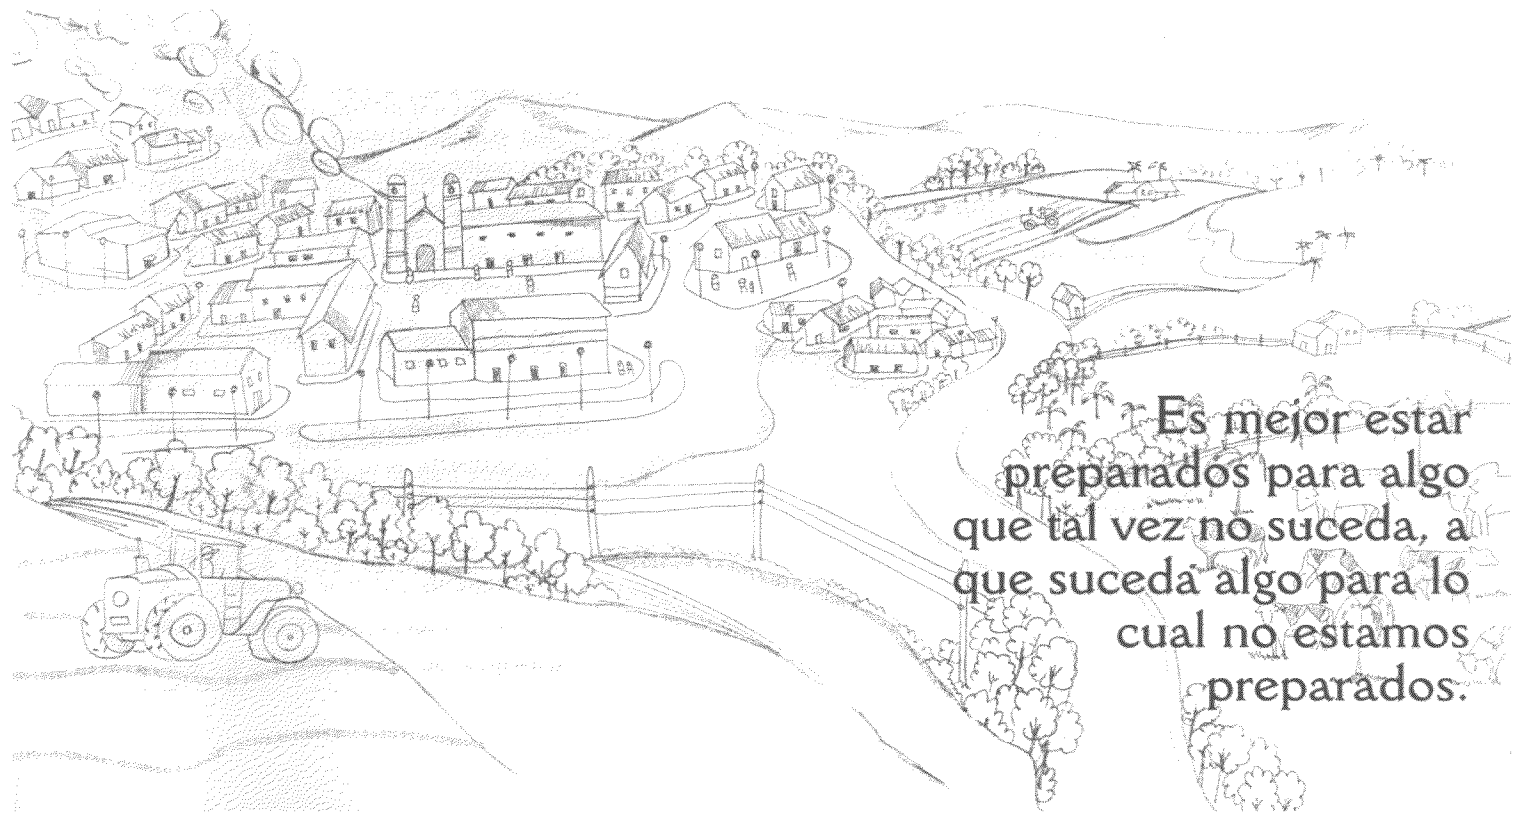 Es mejor estar
preparados para algo
que tal vez no suceda, a
que suceda algo para lo
cual no estamos
preparados.